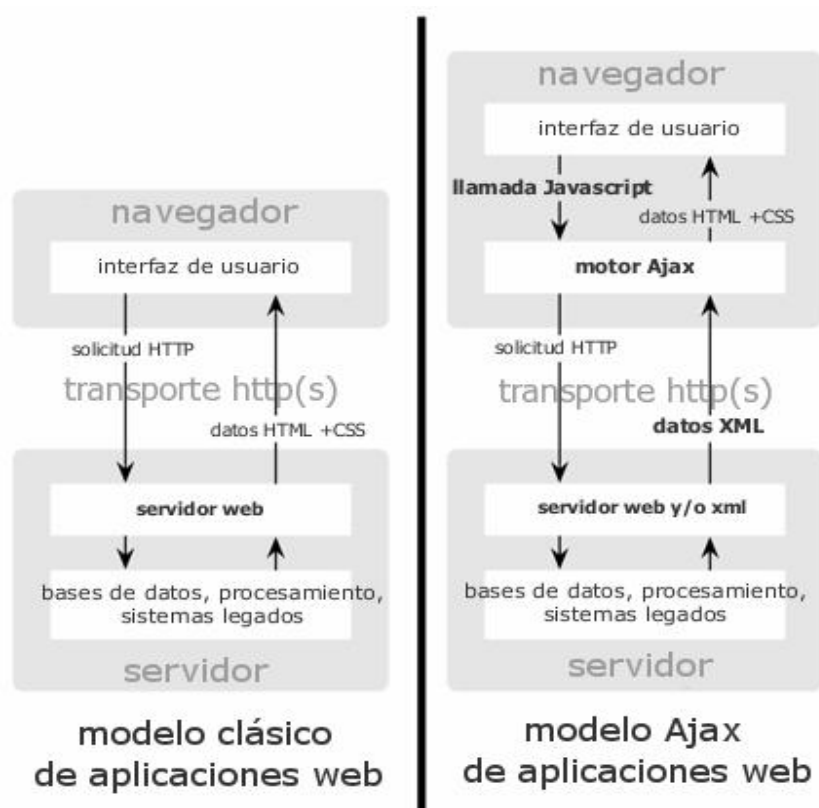 navegador
interfaz de usuario
solicitud HTTP
transporte http(s)
datos HTML +CSS
servidor web
bases de datos, procesamiento,
sistemas legados
servidor
modelo clásico
de aplicaciones web
navegador
interfaz de usuario
llamada Javascript
datos HTML +CSS
motor Ajax
solicitud HTTP
transporte http(s)
datos XML
servidor web y/o xml
bases de datos, procesamiento,
sistemas legados
servidor
modelo Ajax
de aplicaciones web